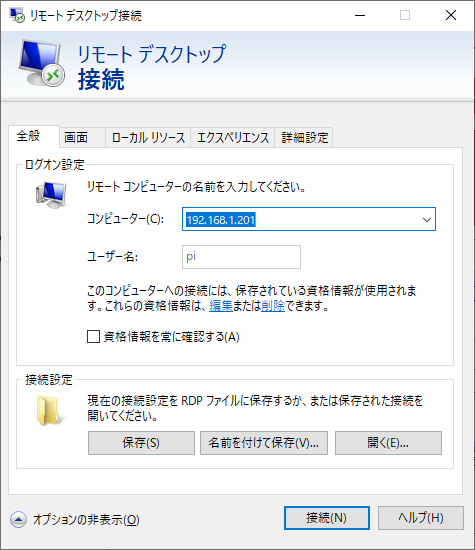 リモート デスクトップ接続
リモート デスクトップ
接続
全般 画面 ローカル リソース エクスペリエンス 詳細設定
ログオン設定
リモート コンピューターの名前を入力してください。
コンピューター(C): 192.168.1.201
ユーザー名: pi
このコンピューターへの接続には、保存されている資格情報が使用されま
す。これらの資格情報は、編集または削除できます。
資格情報を常に確認する(A)
接続設定
現在の接続設定を RDP ファイルに保存するか、または保存された接続を
開いてください。
保存(S) 名前を付けて保存(V)... 開く(E)...
オプションの非表示(O) 接続(N) ヘルプ(H)